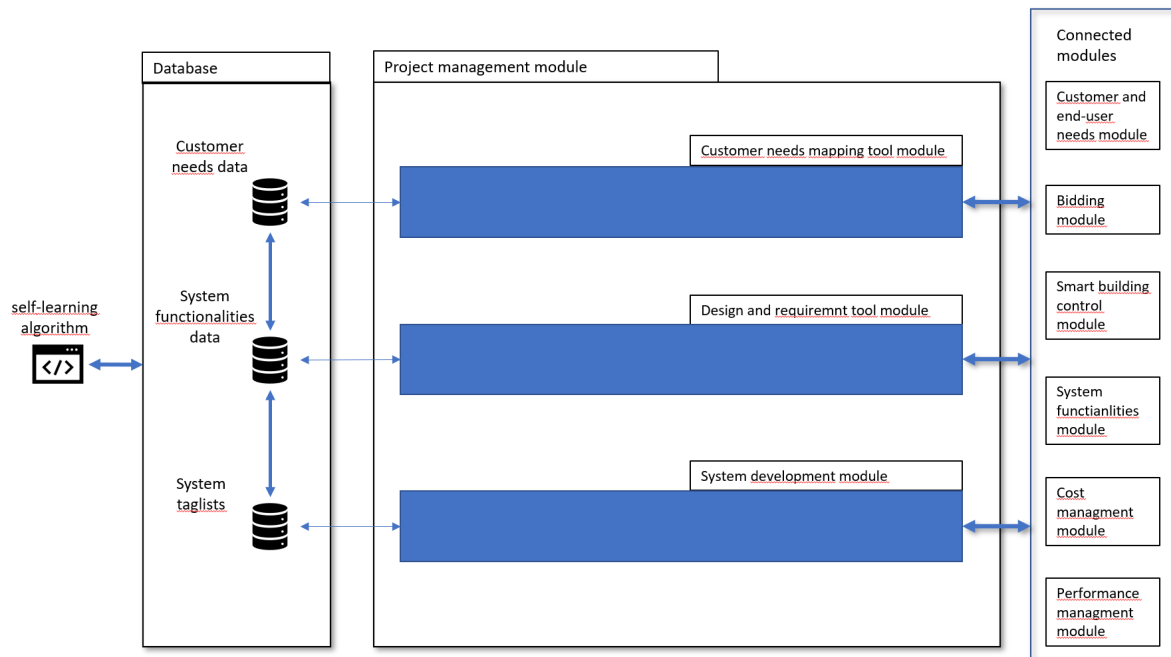 Database
Project management module
Connected
modules
Customer
needs data
Customer needs mapping tool module
Customer and
end-user
needs module
Bidding
module
self-learning
algorithm
System
functionalities
data
Design and requiremnt tool module
Smart building
control
module
System
functianlities
module
System
taglists
System development module
Cost
managment
module
Performance
managment
module